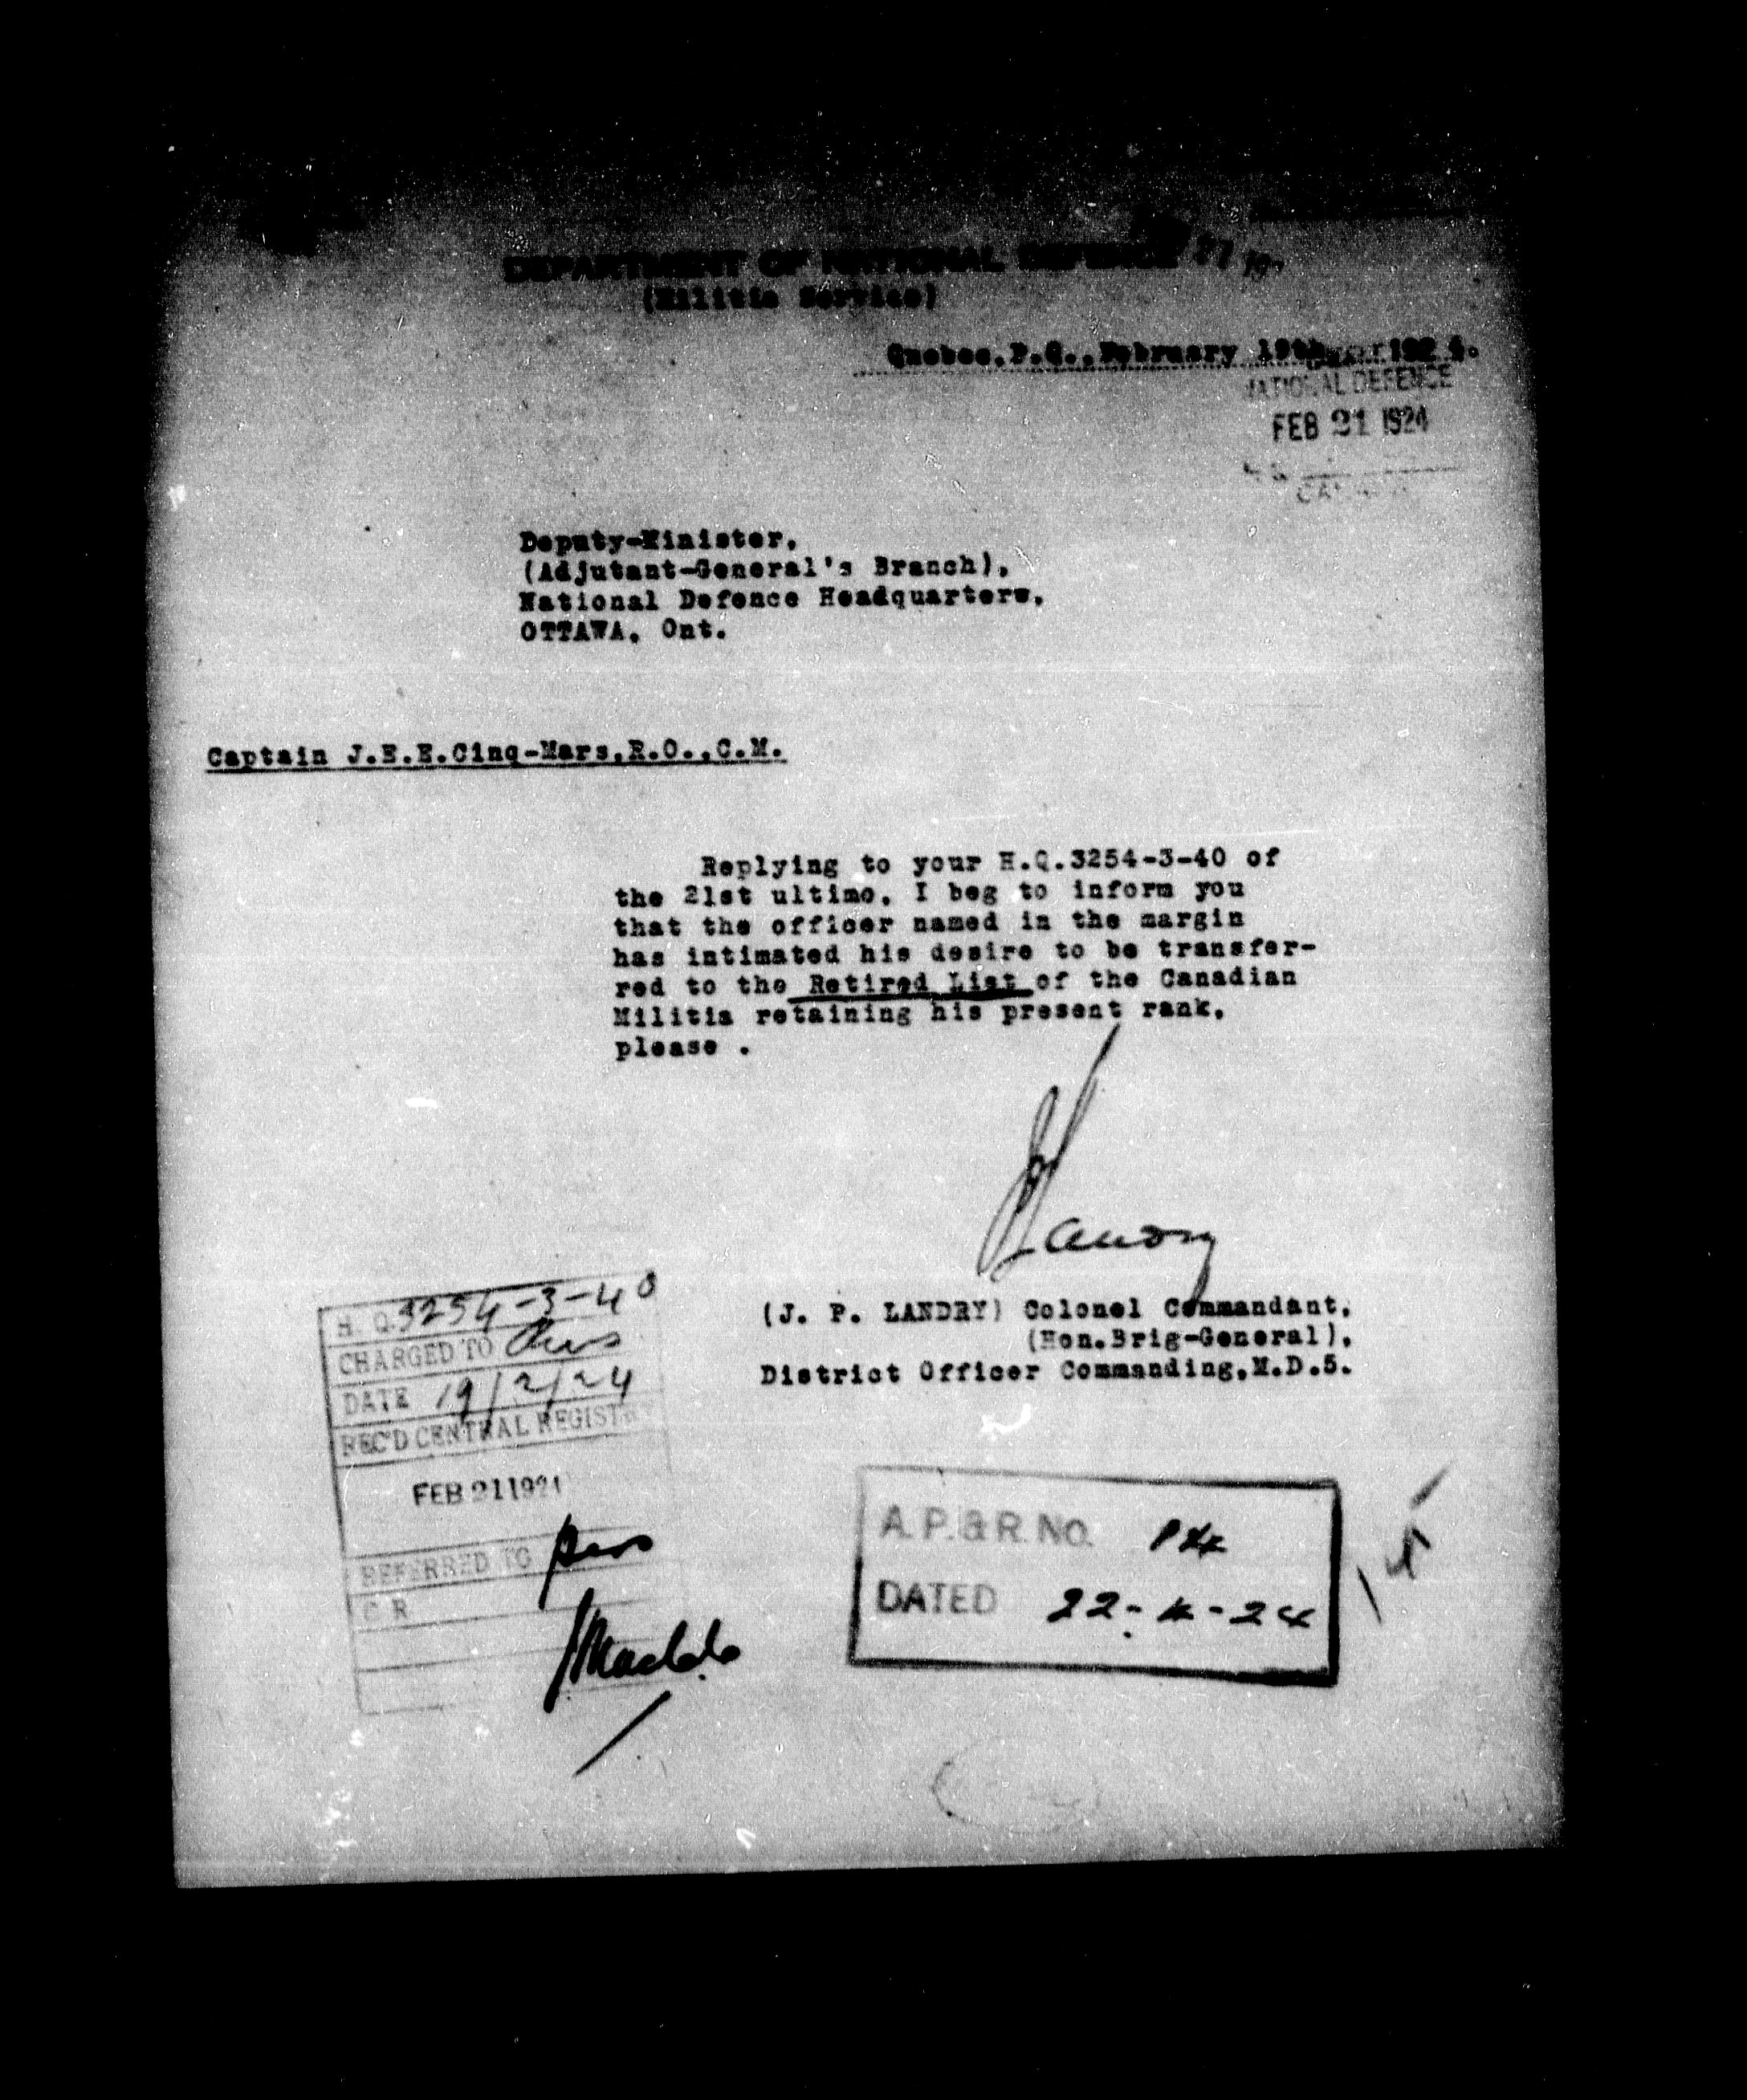 DEPARTMENT OF NATIONAL DEFENCE
(Militia Service)
Quebec, P.Q., February 19th 1924.
NATIONAL DEFENCE
FEB 21 1924
Deputy-Minister,
(Adjutant-General's Branch),
National Defence Headquarters,
OTTAWA, Ont.
Captain J.E.E.Cinq-Mars,R.O.,C.M.
Replying to your H.Q.3254-3-40 of
the 21st ultimo, I beg to inform you
that the officer named in the margin
has intimated his desire to be transfer-
red to the Retired List of the Canadian
Militia retaining his present rank,
please .
Landry
(J. P. LANDRY) Colonel Commandant,
(Hon.Brig-General),
District Officer Commanding,M.D.5.
H. Q. 3254-3-40
CHARGED TO Pers
DATE 19/2/24
REC'D CENTRAL REGISTRY
FEB 21 1924
REFERRED TO Pers
C R
A.P.&R. NO.
DATED 22-4-24